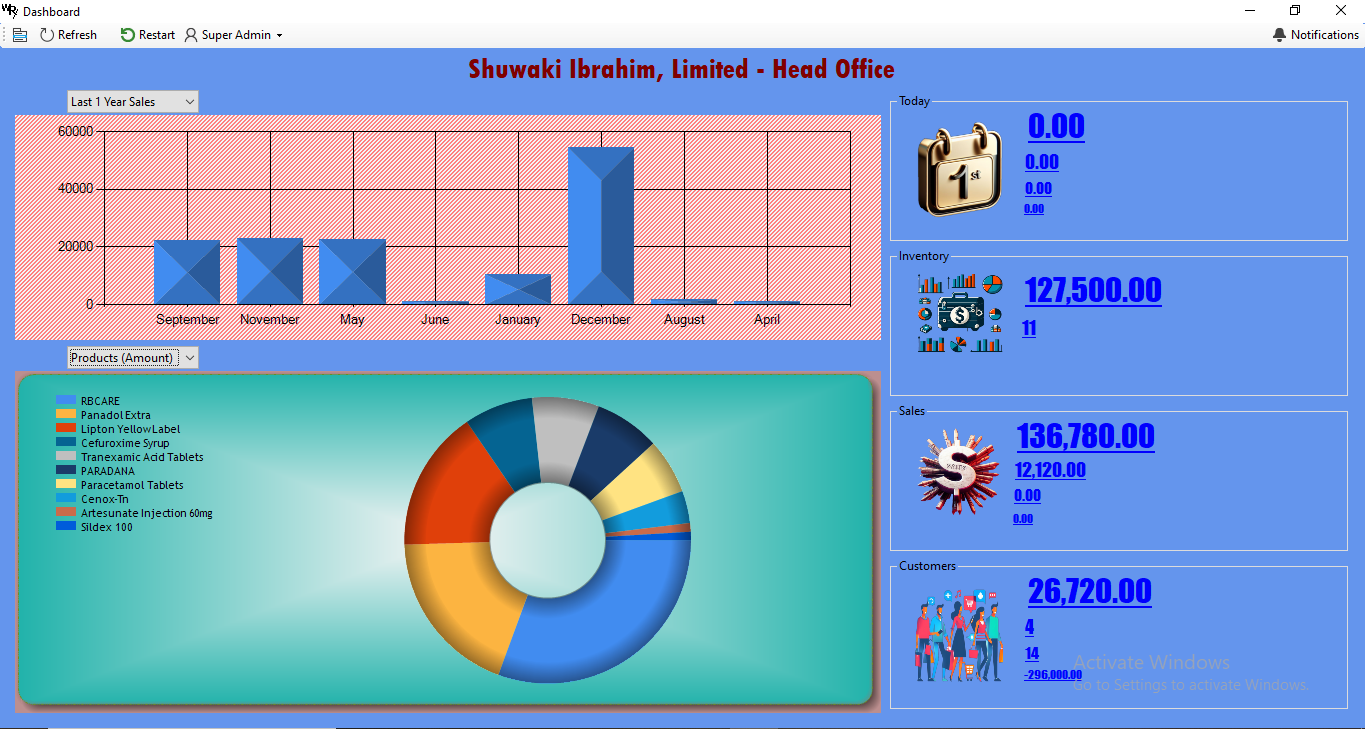 Dashboard
Refresh Restart Super Admin Notifications
Shuwaki Ibrahim, Limited - Head Office
Last 1 Year Sales
60000
40000
20000
0
September November May June January December August April
Products (Amount)
RBCARE
Panadol Extra
Lipton Yellow Label
Cefuroxime Syrup
Tranexamic Acid Tablets
PARADANA
Paracetamol Tablets
Cenox-Tn
Artesunate Injection 60mg
Sildex 100
Today
1st
0.00
0.00
0.00
0.00
Inventory
$
127,500.00
11
Sales
136,780.00
12,120.00
0.00
0.00
Customers
26,720.00
4
14
-296,000.00
Activate Windows
Go to Settings to activate Windows.